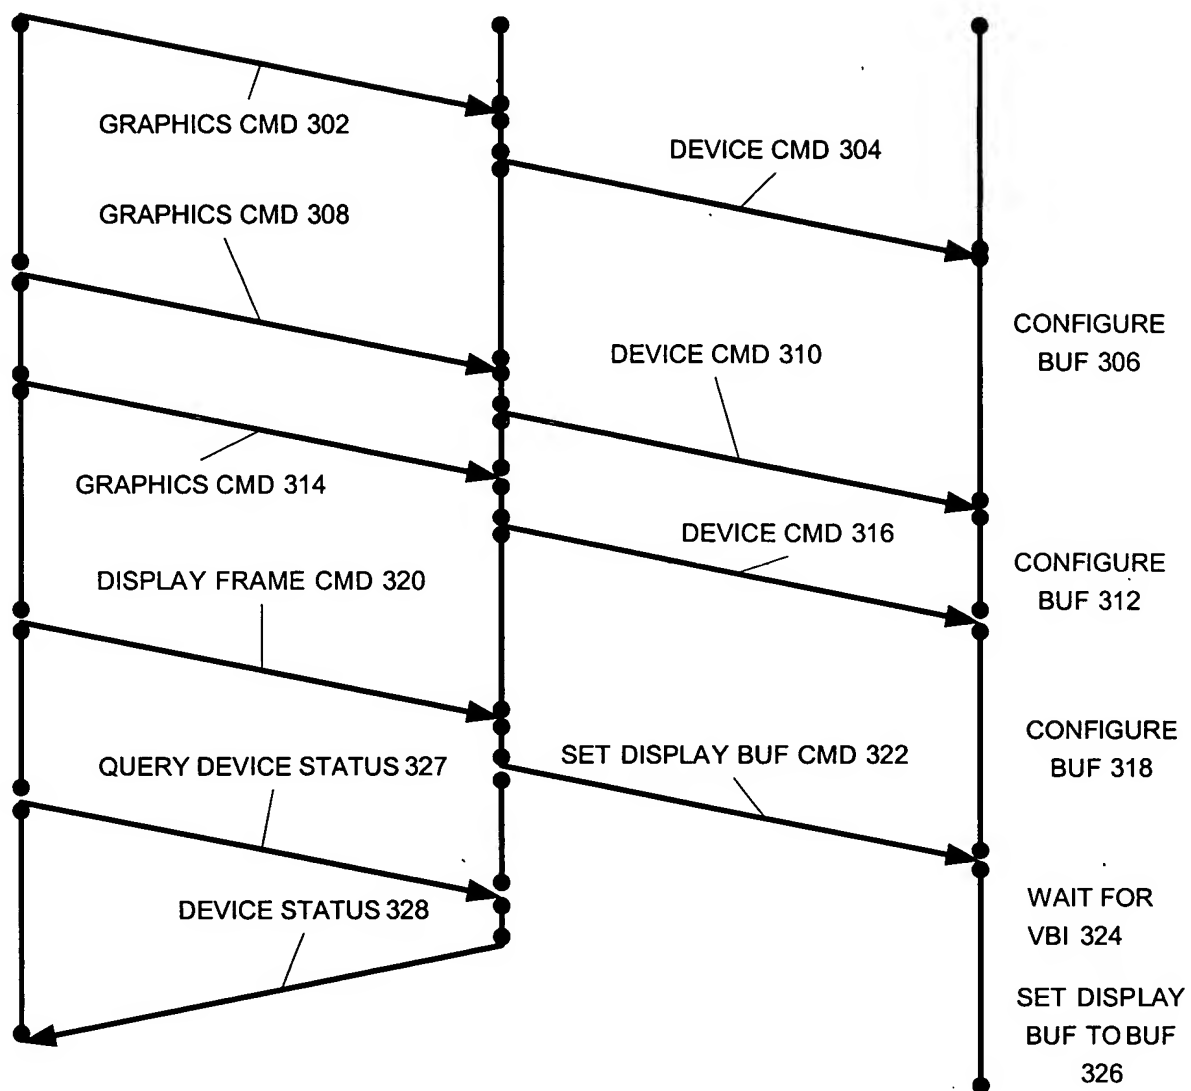 GRAPHICS CMD 302
DEVICE CMD 304
GRAPHICS CMD 308
CONFIGURE
BUF 306
DEVICE CMD 310
GRAPHICS CMD 314
DEVICE CMD 316
CONFIGURE
BUF 312
DISPLAY FRAME CMD 320
CONFIGURE
BUF 318
SET DISPLAY BUF CMD 322
QUERY DEVICE STATUS 327
WAIT FOR
VBI 324
DEVICE STATUS 328
SET DISPLAY
BUF TO BUF
326